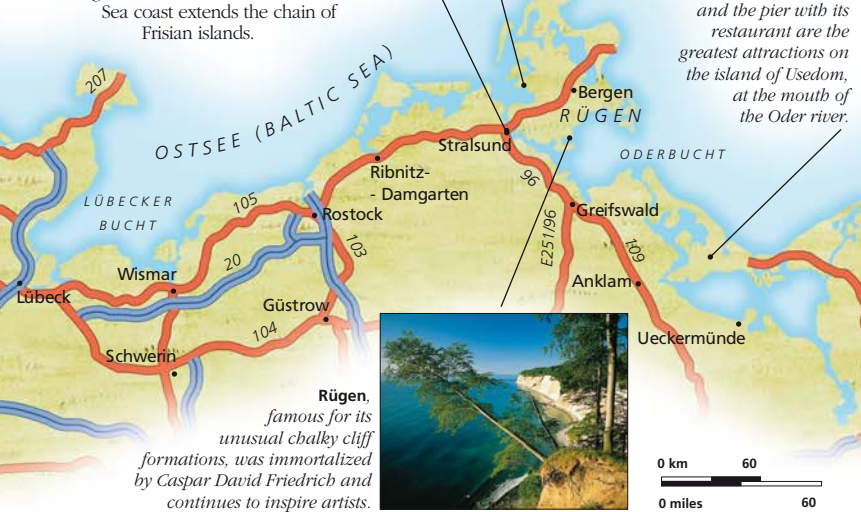 Sea coast extends the chain of
Frisian islands.
and the pier with its
restaurant are the
greatest attractions on
the island of Usedom,
at the mouth of
the Oder river.
207
OSTSEE (BALTIC SEA)
Bergen
RÜGEN
Stralsund
ODERBUCHT
Ribnitz-
- Damgarten
96
LÜBECKER
BUCHT
105
Rostock
Greifswald
103
E251/96
109
20
Wismar
Anklam
Lübeck
Güstrow
104
Ueckermünde
Schwerin
Rügen,
famous for its
unusual chalky cliff
formations, was immortalized
by Caspar David Friedrich and
continues to inspire artists.
0 km 60
0 miles 60